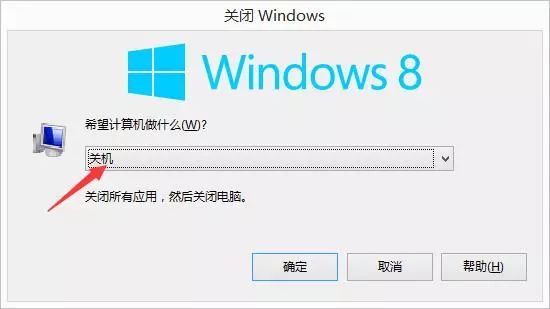 关闭 Windows
Windows 8
希望计算机做什么(W)?
关机
关闭所有应用，然后关闭电脑。
确定
取消
帮助(H)